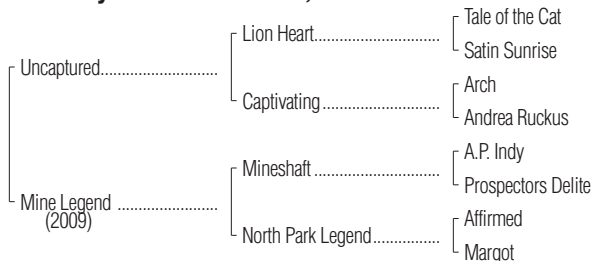 Tale of the Cat
Lion Heart
Satin Sunrise
Uncaptured
Arch
Captivating
Andrea Ruckus
A.P. Indy
Mineshaft
Prospectors Delite
Mine Legend
(2009)
Affirmed
North Park Legend
Margot